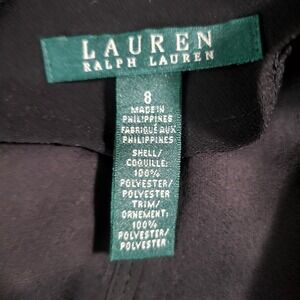 LAUREN
RALPH LAUREN
8
MADE IN
PHILIPPINES
FABRIQUÉ AUX
PHILIPPINES
SHELL/
COQUILLE:
100%
POLYESTER/
POLYESTER
TRIM/
ORNEMENT:
100%
POLYESTER/
POLYESTER